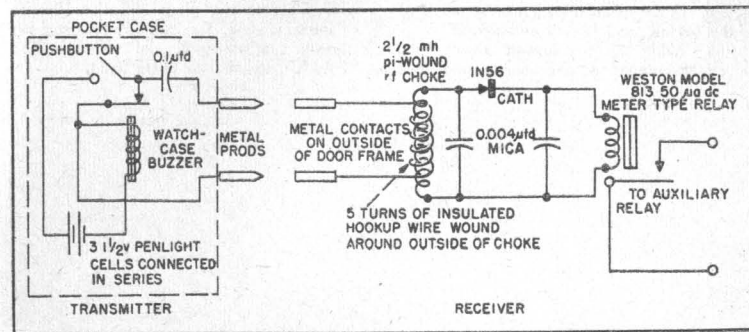 POCKET CASE
PUSHBUTTON
0.1µfd
WATCH-
CASE
BUZZER
METAL
PRODS
3 1½v PENLIGHT
CELLS CONNECTED
IN SERIES
TRANSMITTER
2½ mh
pi-WOUND
rf CHOKE
IN56
CATH
METAL CONTACTS
ON OUTSIDE
OF DOOR FRAME
0.004µfd
MICA
5 TURNS OF INSULATED
HOOKUP WIRE WOUND
AROUND OUTSIDE OF CHOKE
WESTON MODEL
813 50 µa dc
METER TYPE RELAY
TO AUXILIARY
RELAY
RECEIVER